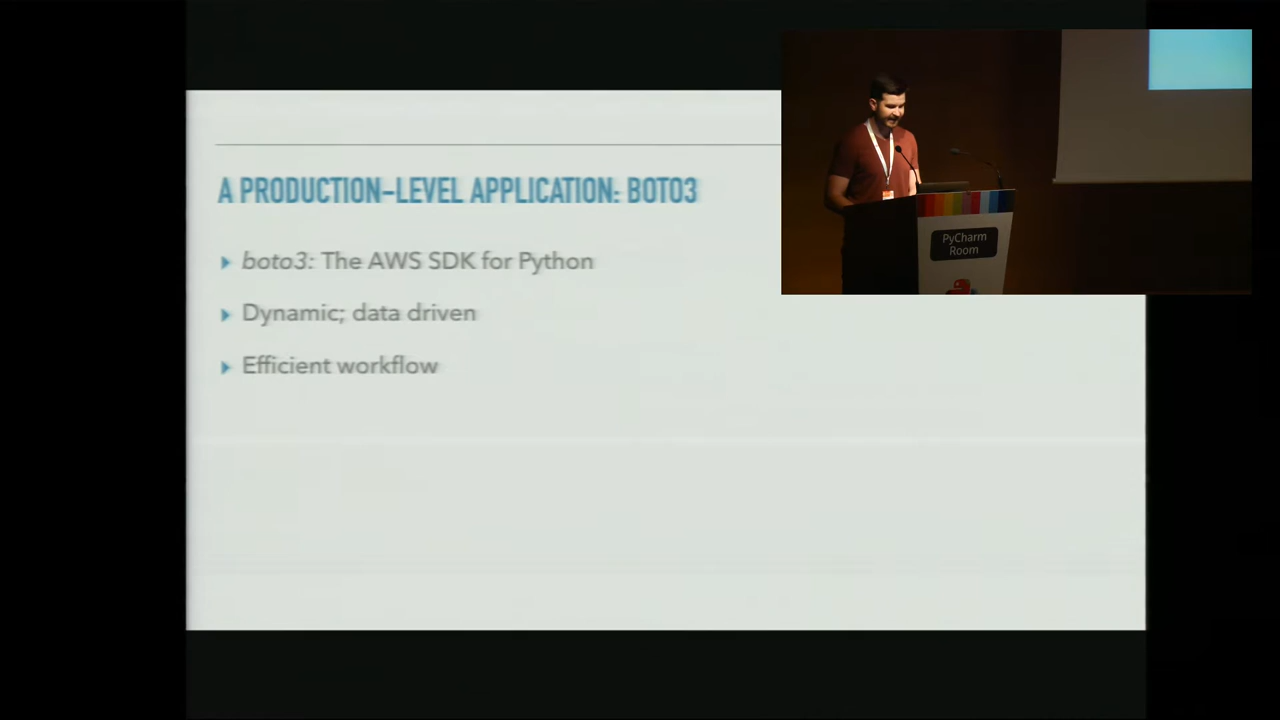 A PRODUCTION-LEVEL APPLICATION: BOTO3
boto3: The AWS SDK for Python
Dynamic; data driven
Efficient workflow
PyCharm
Room